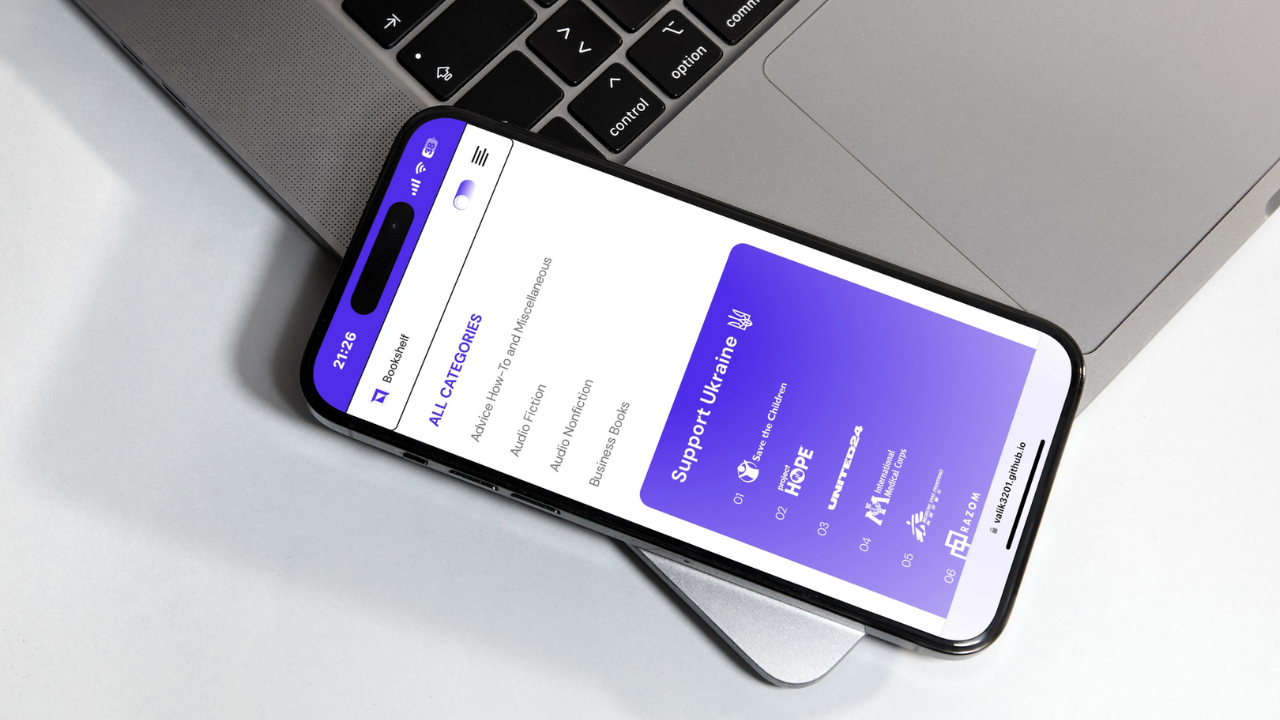 comm
option
control
21:26
38
Bookshelf
ALL CATEGORIES
Advice How-To and Miscellaneous
Audio Fiction
Audio Nonfiction
Business Books
Support Ukraine
01 Save the Children
02 project HOPE
03 UNITED24
04 International Medical Corps
05
06 RAZOM
valik3201.github.io